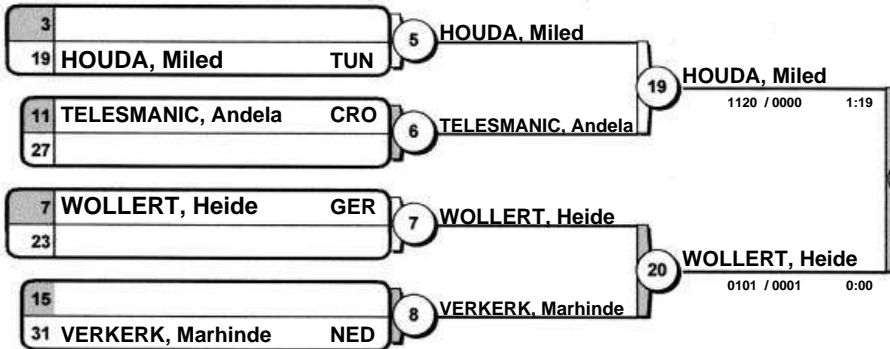 3
19 HOUDA, Miled TUN
5
HOUDA, Miled
11 TELESMANIC, Andela CRO
27
6
TELESMANIC, Andela
19
HOUDA, Miled
1120 / 0000 1:19
7 WOLLERT, Heide GER
23
7
WOLLERT, Heide
15
31 VERKERK, Marhinde NED
8
VERKERK, Marhinde
20
WOLLERT, Heide
0101 / 0001 0:00